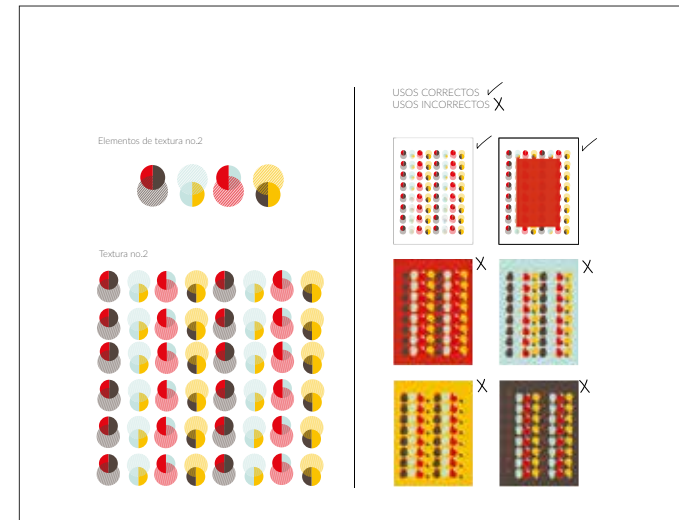 Elementos de textura no.2
Textura no.2
USOS CORRECTOS
USOS INCORRECTOS